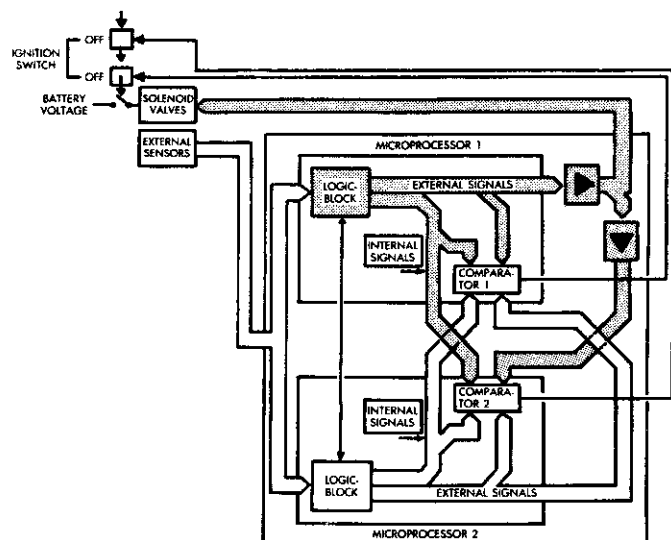 OFF
IGNITION
SWITCH
OFF
BATTERY
VOLTAGE
SOLENOID
VALVES
EXTERNAL
SENSORS
MICROPROCESSOR 1
LOGIC-
BLOCK
EXTERNAL SIGNALS
INTERNAL
SIGNALS
COMPARA-
TOR 1
COMPARA-
TOR 2
INTERNAL
SIGNALS
LOGIC-
BLOCK
EXTERNAL SIGNALS
MICROPROCESSOR 2